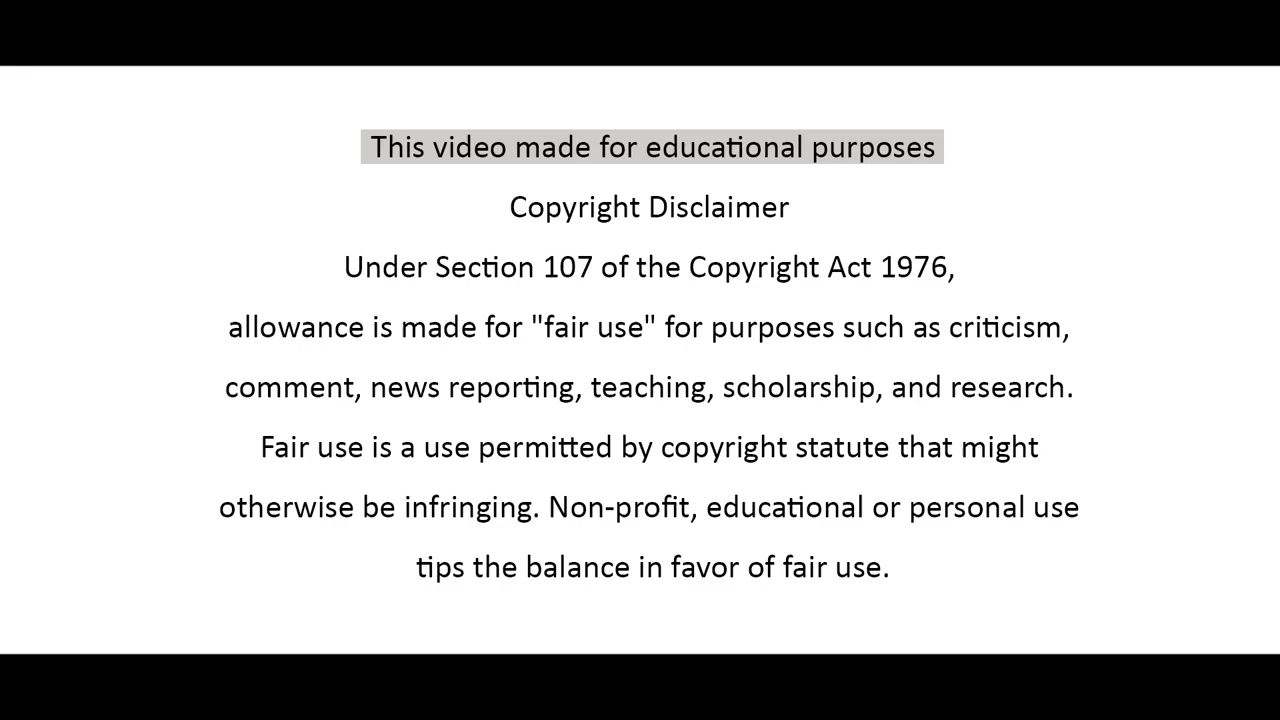 This video made for educational purposes
Copyright Disclaimer
Under Section 107 of the Copyright Act 1976,
allowance is made for "fair use" for purposes such as criticism,
comment, news reporting, teaching, scholarship, and research.
Fair use is a use permitted by copyright statute that might
otherwise be infringing. Non-profit, educational or personal use
tips the balance in favor of fair use.